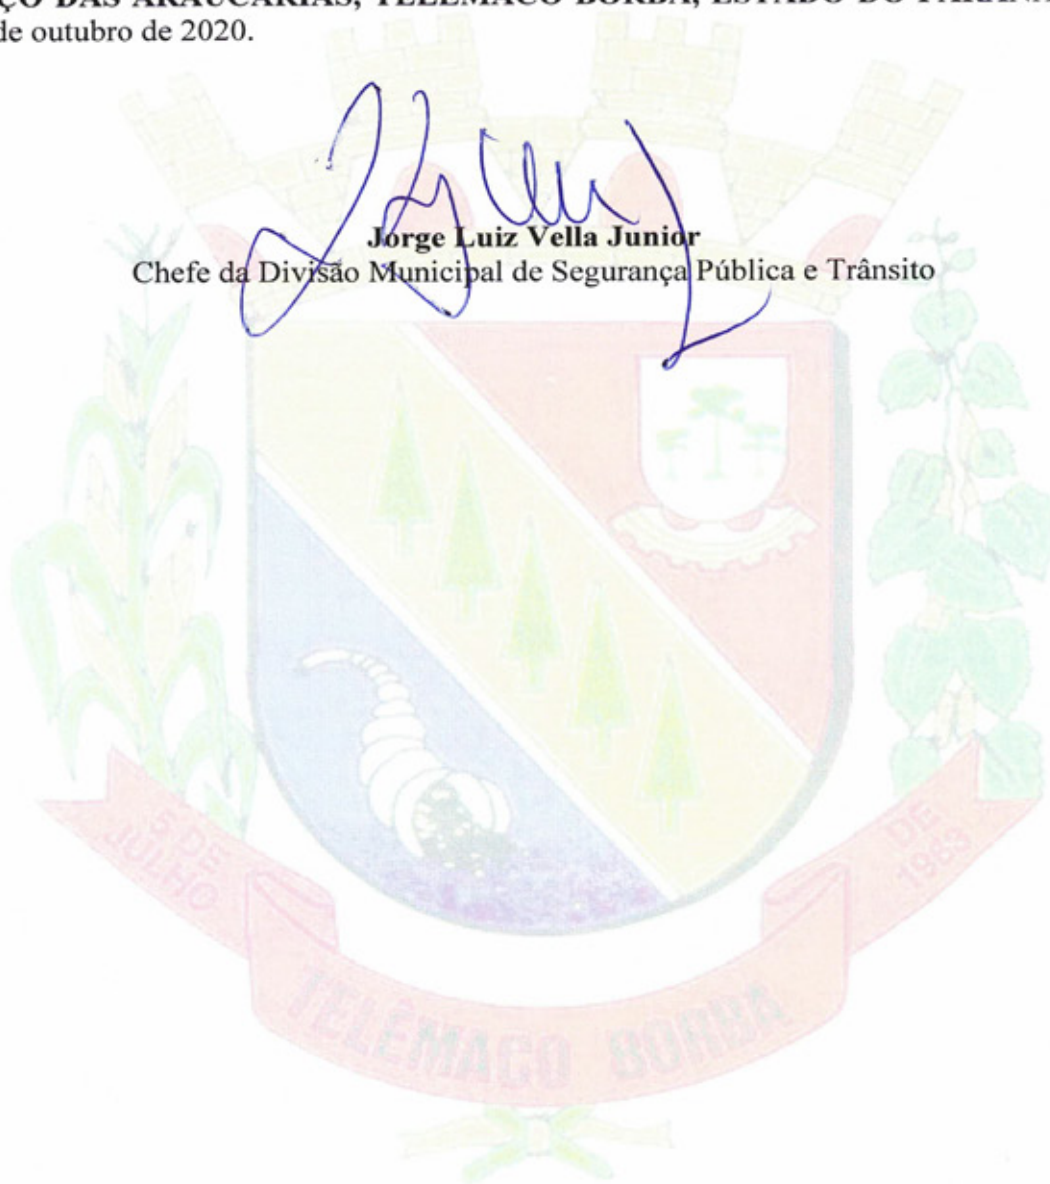 ÇO DAS ARAUCÁRIAS, TELÊMACO BORBA, ESTADO DO PARANÁ
de outubro de 2020.
Jorge Luiz Vella Junior
Chefe da Divisão Municipal de Segurança Pública e Trânsito
5 DE
JULHO
DE
1963
TELÊMACO BORBA